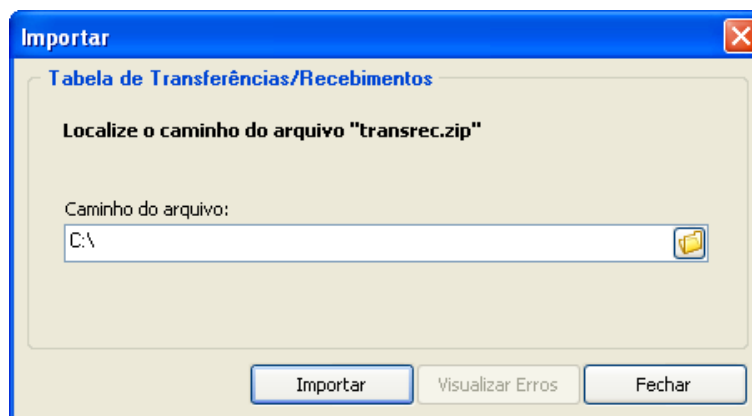 Importar
Tabela de Transferências/Recebimentos
Localize o caminho do arquivo "transrec.zip"
Caminho do arquivo:
C:\
Importar Visualizar Erros Fechar